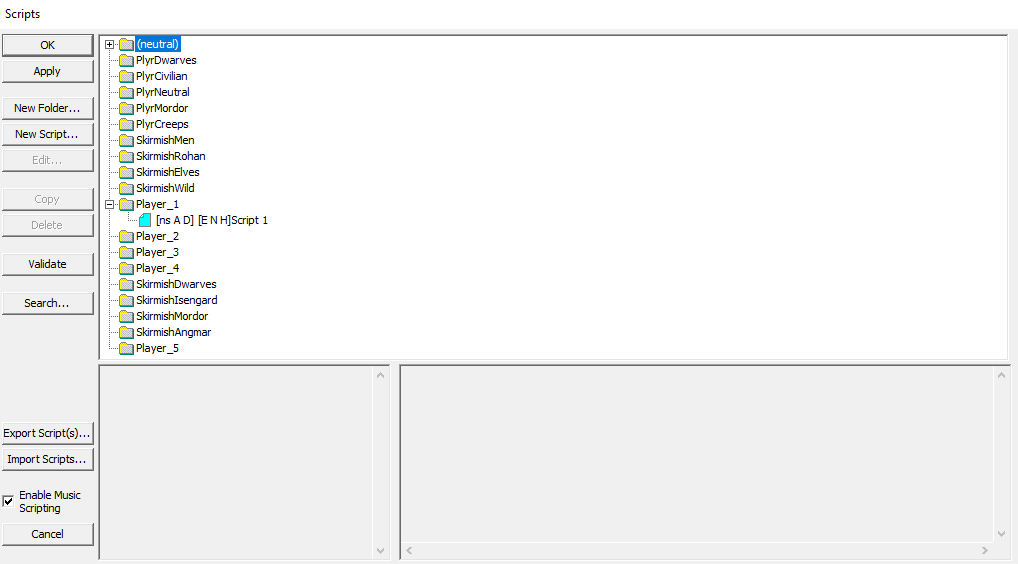 Scripts
OK
Apply
New Folder...
New Script...
Edit...
Copy
Delete
Validate
Search...
Export Script(s)...
Import Scripts...
Enable Music
Scripting
Cancel
(neutral)
PlyrDwarves
PlyrCivilian
PlyrNeutral
PlyrMordor
PlyrCreeps
SkirmishMen
SkirmishRohan
SkirmishElves
SkirmishWild
Player_1
[ns A D] [E N H]Script 1
Player_2
Player_3
Player_4
SkirmishDwarves
SkirmishIsengard
SkirmishMordor
SkirmishAngmar
Player_5